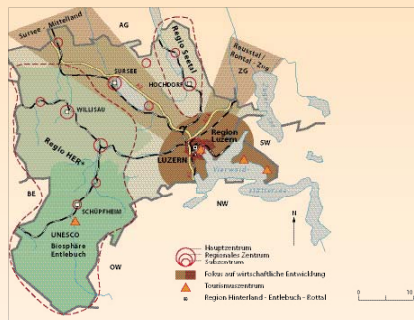 AG
Sursee - Mittelland
Regio Seetal
Reusstal /
Rontal - Zug
ZG
SURSEE
HOCHDORF
WILLISAU
Regio HER*
Region
Luzern
LUZERN
SW
BE
NW
SCHÜPFHEIM
UNESCO
Biosphäre
Entlebuch
OW
N
Hauptzentrum
Regionales Zentrum
Subzentrum
Fokus auf wirtschaftliche Entwicklung
Tourismuszentrum
* Region Hinterland - Entlebuch - Rottal
0
10